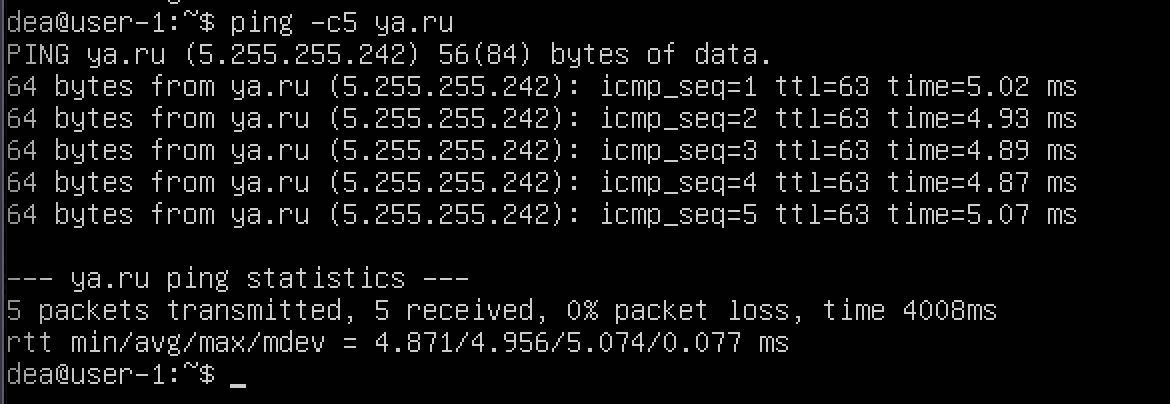 dea@user-1:~$ ping -c5 ya.ru
PING ya.ru (5.255.255.242) 56(84) bytes of data.
64 bytes from ya.ru (5.255.255.242): icmp_seq=1 ttl=63 time=5.02 ms
64 bytes from ya.ru (5.255.255.242): icmp_seq=2 ttl=63 time=4.93 ms
64 bytes from ya.ru (5.255.255.242): icmp_seq=3 ttl=63 time=4.89 ms
64 bytes from ya.ru (5.255.255.242): icmp_seq=4 ttl=63 time=4.87 ms
64 bytes from ya.ru (5.255.255.242): icmp_seq=5 ttl=63 time=5.07 ms

--- ya.ru ping statistics ---
5 packets transmitted, 5 received, 0% packet loss, time 4008ms
rtt min/avg/max/mdev = 4.871/4.956/5.074/0.077 ms
dea@user-1:~$ _